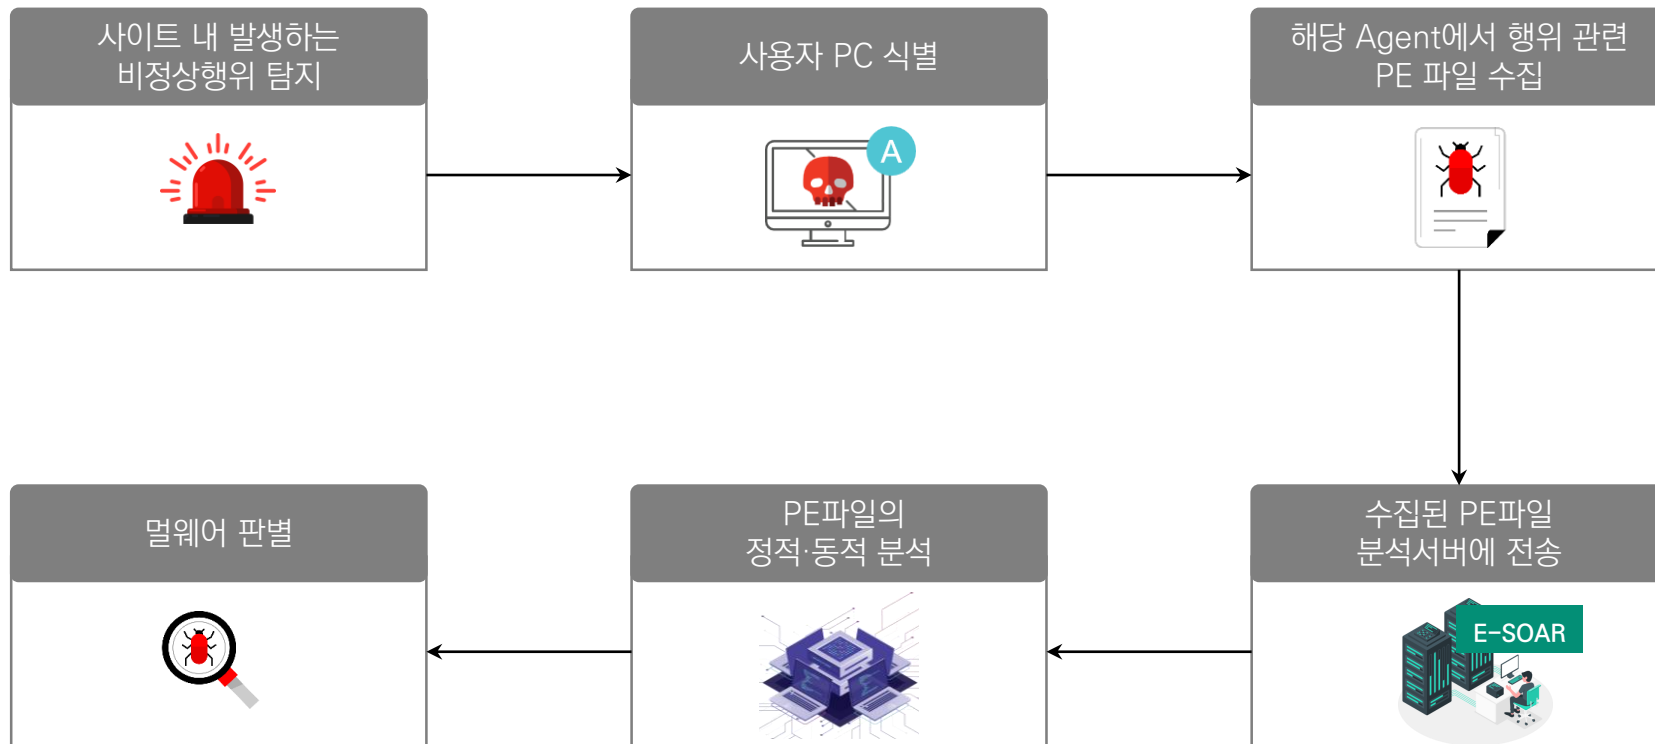 사이트 내 발생하는
비정상행위 탐지
사용자 PC 식별
A
해당 Agent에서 행위 관련
PE 파일 수집
수집된 PE파일
분석서버에 전송
E-SOAR
PE파일의
정적·동적 분석
멀웨어 판별